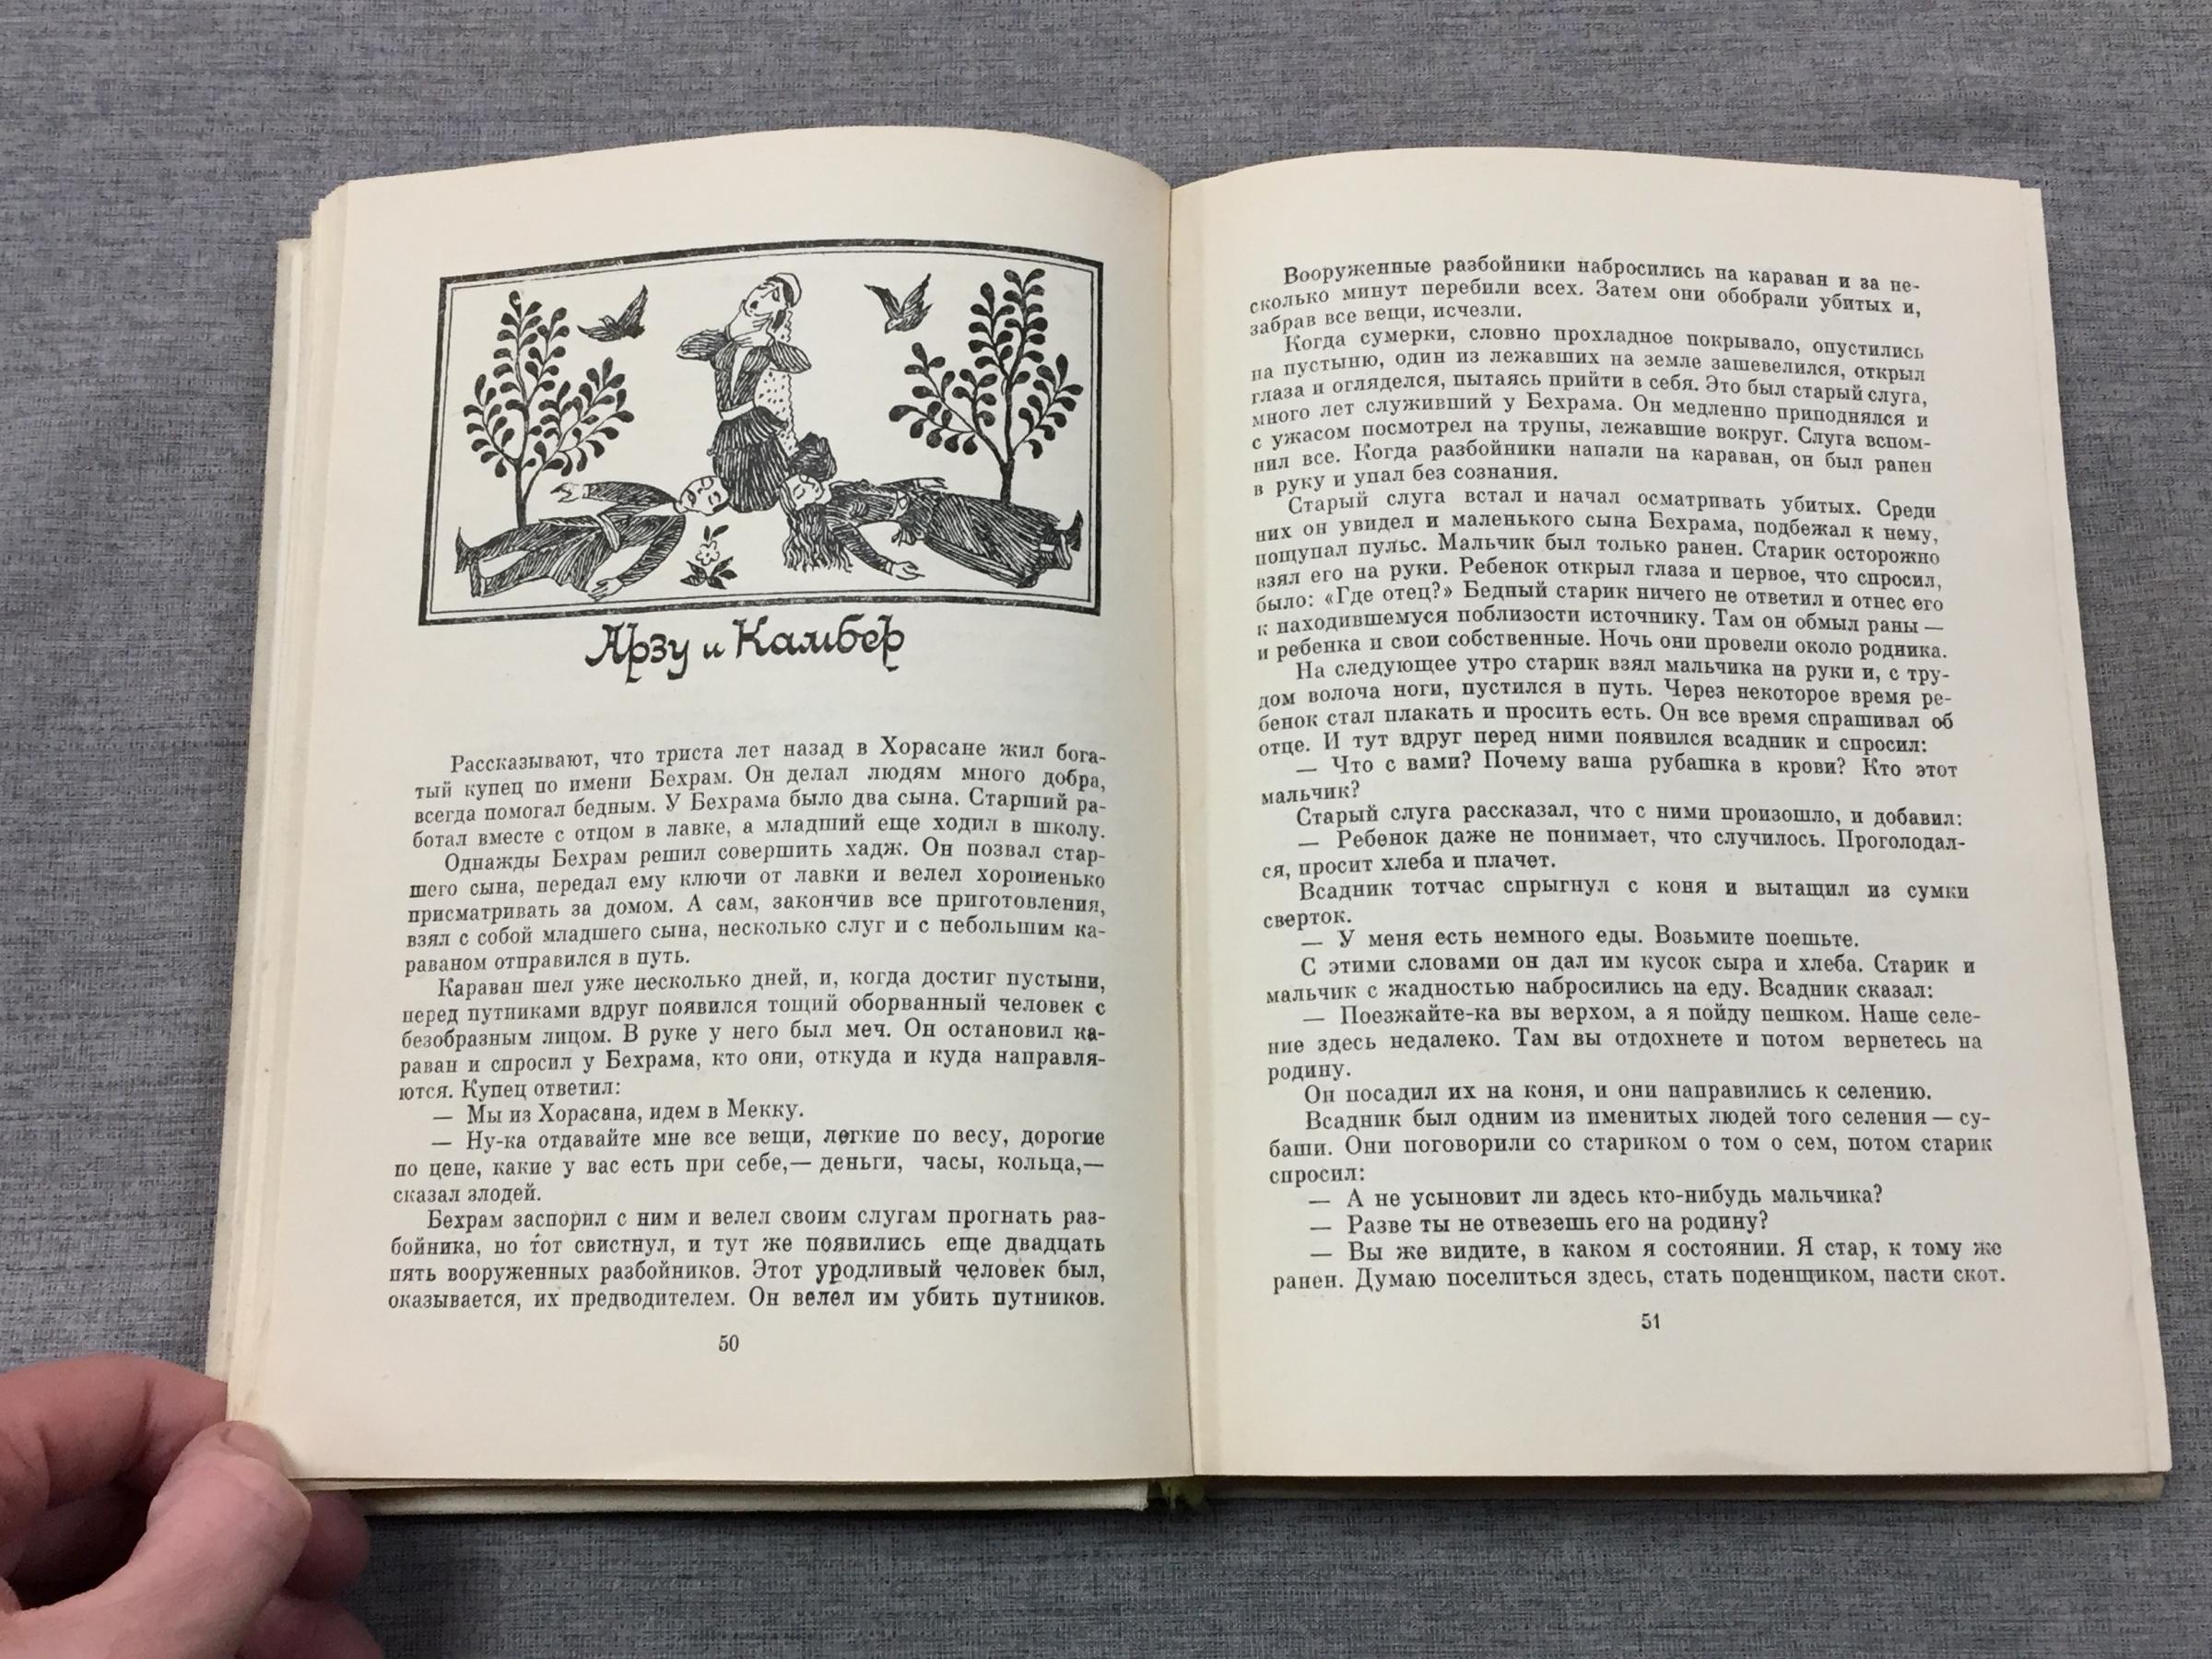 Арзу и Камбер
Рассказывают, что триста лет назад в Хорасане жил бога-
тый купец по имени Бехрам. Он делал людям много добра,
всегда помогал бедным. У Бехрама было два сына. Старший ра-
ботал вместе с отцом в лавке, а младший еще ходил в школу.
Однажды Бехрам решил совершить хадж. Он позвал стар-
шего сына, передал ему ключи от лавки и велел хорошенько
присматривать за домом. А сам, закончив все приготовления,
взял с собой младшего сына, несколько слуг и с небольшим ка-
раваном отправился в путь.
Караван шел уже несколько дней, и, когда достиг пустыни,
перед путниками вдруг появился тощий оборванный человек с
безобразным лицом. В руке у него был меч. Он остановил ка-
раван и спросил у Бехрама, кто они, откуда и куда направля-
ются. Купец ответил:
— Мы из Хорасана, идем в Мекку.
— Ну-ка отдавайте мне все вещи, легкие по весу, дорогие
по цене, какие у вас есть при себе,— деньги, часы, кольца,—
сказал злодей.
Бехрам заспорил с ним и велел своим слугам прогнать раз-
бойника, но тот свистнул, и тут же появились еще двадцать
пять вооруженных разбойников. Этот уродливый человек был,
оказывается, их предводителем. Он велел им убить путников.
50
Вооруженные разбойники набросились на караван и за не-
сколько минут перебили всех. Затем они обобрали убитых и,
забрав все вещи, исчезли.
Когда сумерки, словно прохладное покрывало, опустились
на пустыню, один из лежавших на земле зашевелился, открыл
глаза и огляделся, пытаясь прийти в себя. Это был старый слуга,
много лет служивший у Бехрама. Он медленно приподнялся и
с ужасом посмотрел на трупы, лежавшие вокруг. Слуга вспом-
нил все. Когда разбойники напали на караван, он был ранен
в руку и упал без сознания.
Старый слуга встал и начал осматривать убитых. Среди
них он увидел и маленького сына Бехрама, подбежал к нему,
пощупал пульс. Мальчик был только ранен. Старик осторожно
взял его на руки. Ребенок открыл глаза и первое, что спросил,
было: «Где отец?» Бедный старик ничего не ответил и отнес его
к находившемуся поблизости источнику. Там он обмыл раны —
и ребенка и свои собственные. Ночь они провели около родника.
На следующее утро старик взял мальчика на руки и, с тру-
дом волоча ноги, пустился в путь. Через некоторое время ре-
бенок стал плакать и просить есть. Он все время спрашивал об
отце. И тут вдруг перед ними появился всадник и спросил:
— Что с вами? Почему ваша рубашка в крови? Кто этот
мальчик?
Старый слуга рассказал, что с ними произошло, и добавил:
— Ребенок даже не понимает, что случилось. Проголодал-
ся, просит хлеба и плачет.
Всадник тотчас спрыгнул с коня и вытащил из сумки
сверток.
— У меня есть немного еды. Возьмите поешьте.
С этими словами он дал им кусок сыра и хлеба. Старик и
мальчик с жадностью набросились на еду. Всадник сказал:
— Поезжайте-ка вы верхом, а я пойду пешком. Наше селе-
ние здесь недалеко. Там вы отдохнете и потом вернетесь на
родину.
Он посадил их на коня, и они направились к селению.
Всадник был одним из именитых людей того селения — су-
баши. Они поговорили со стариком о том о сем, потом старик
спросил:
— А не усыновит ли здесь кто-нибудь мальчика?
— Разве ты не отвезешь его на родину?
— Вы же видите, в каком я состоянии. Я стар, к тому же
ранен. Думаю поселиться здесь, стать поденщиком, пасти скот.
51